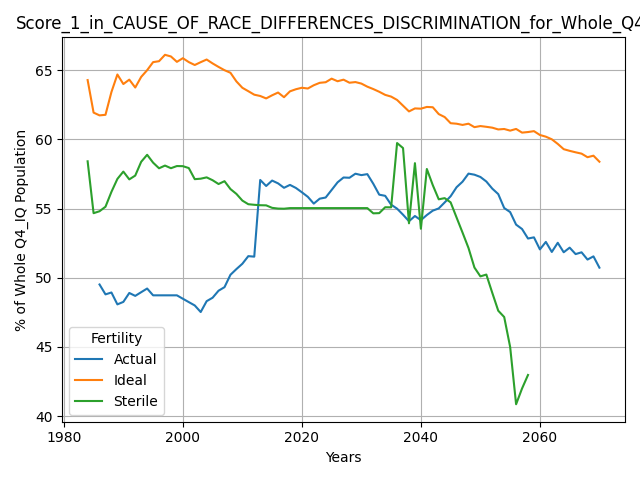 Score_1_in_CAUSE_OF_RACE_DIFFERENCES_DISCRIMINATION_for_Whole_Q4
% of Whole Q4_IQ Population
65
60
55
50
45
40
Fertility
Actual
Ideal
Sterile
1980 2000 2020 2040 2060
Years